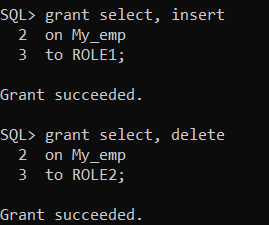 SQL> grant select, insert
2 on My_emp
3 to ROLE1;
Grant succeeded.
SQL> grant select, delete
2 on My_emp
3 to ROLE2;
Grant succeeded.